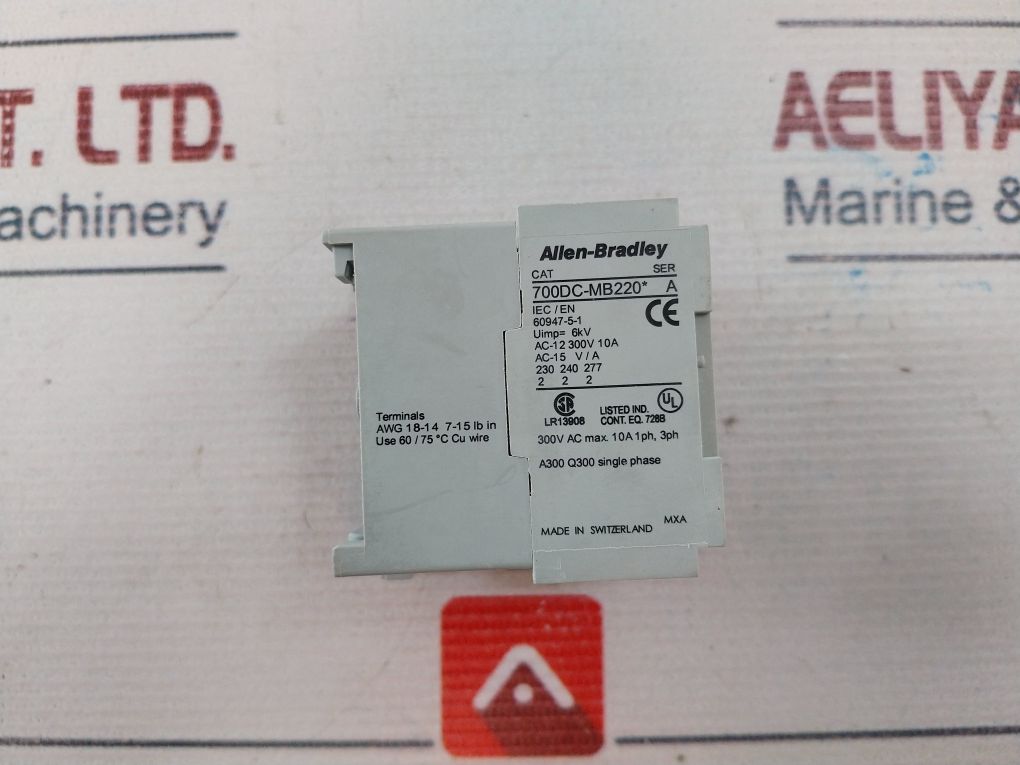 T. LTD.
achinery
AELIYA
Marine &
Allen-Bradley
CAT SER
700DC-MB220* A
IEC / EN
60947-5-1
Uimp= 6kV
AC-12 300V 10A
AC-15 V / A
230 240 277
2 2 2
CE
SA
LR13908
LISTED IND.
CONT. EQ. 728B
UL
300V AC max. 10A 1ph, 3ph
A300 Q300 single phase
MADE IN SWITZERLAND MXA
Terminals
AWG 18-14 7-15 lb in
Use 60 / 75 °C Cu wire